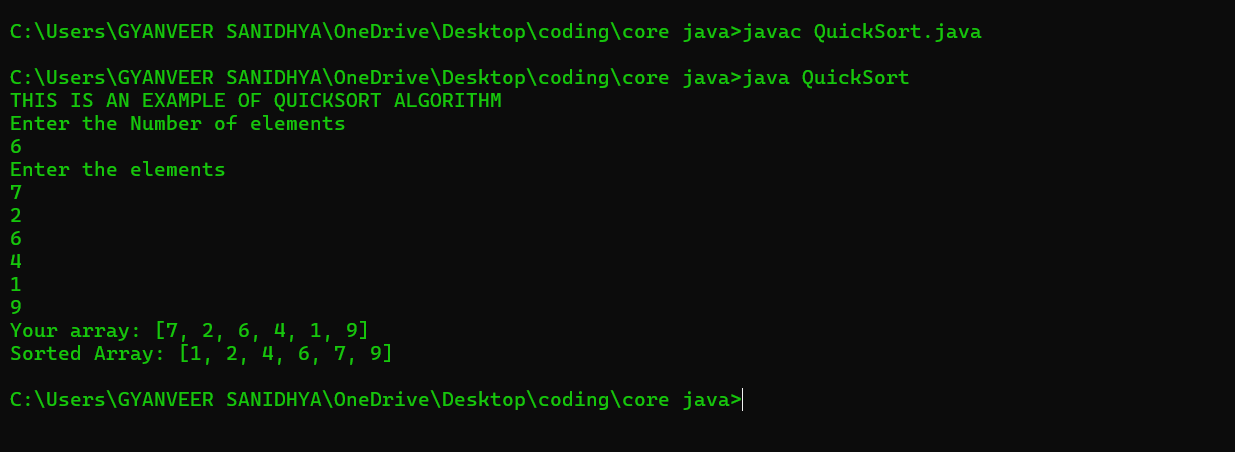 C:\Users\GYANVEER SANIDHYA\OneDrive\Desktop\coding\core java>javac QuickSort.java
C:\Users\GYANVEER SANIDHYA\OneDrive\Desktop\coding\core java>java QuickSort
THIS IS AN EXAMPLE OF QUICKSORT ALGORITHM
Enter the Number of elements
6
Enter the elements
7
2
6
4
1
9
Your array: [7, 2, 6, 4, 1, 9]
Sorted Array: [1, 2, 4, 6, 7, 9]
C:\Users\GYANVEER SANIDHYA\OneDrive\Desktop\coding\core java>